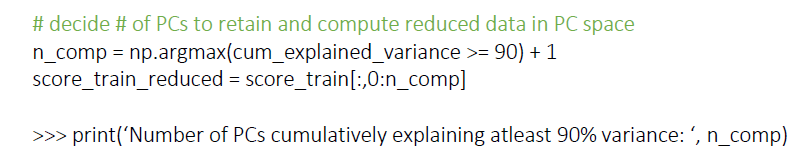 # decide # of PCs to retain and compute reduced data in PC space
n_comp = np.argmax(cum_explained_variance >= 90) + 1
score_train_reduced = score_train[:,0:n_comp]
>>> print(‘Number of PCs cumulatively explaining atleast 90% variance: ‘, n_comp)